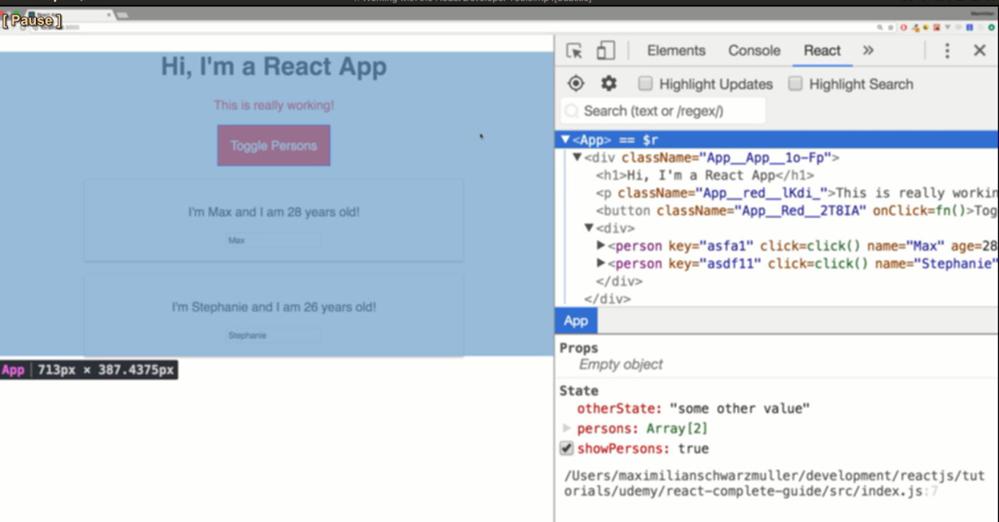 [ Pause ]
Hi, I'm a React App
This is really working!
Toggle Persons
I'm Max and I am 28 years old!
Max
I'm Stephanie and I am 26 years old!
Stephanie
App 713px × 387.4375px
Elements Console React »
Highlight Updates Highlight Search
Search (text or /regex/)
▼<App> == $r
▼<div className="App__App__1o-Fp">
<h1>Hi, I'm a React App</h1>
<p className="App__red__lKdi_">This is really workin
<button className="App__Red__2T8IA" onClick=fn()>Tog
▼<div>
▶<person key="asfa1" click=click() name="Max" age=28
▶<person key="asdf11" click=click() name="Stephanie"
</div>
</div>
App
Props
Empty object
State
otherState: "some other value"
persons: Array[2]
showPersons: true
/Users/maximilianschwarzmuller/development/reactjs/tut
orials/udemy/react-complete-guide/src/index.js:7